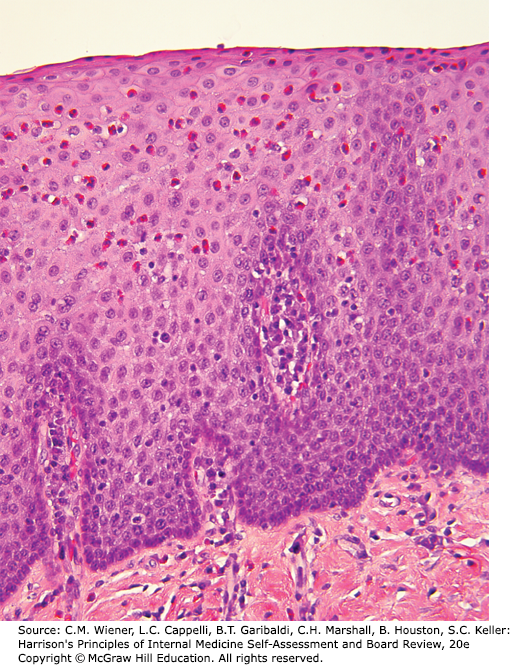 Source: C.M. Wiener, L.C. Cappelli, B.T. Garibaldi, C.H. Marshall, B. Houston, S.C. Keller:
Harrison's Principles of Internal Medicine Self-Assessment and Board Review, 20e
Copyright © McGraw Hill Education. All rights reserved.